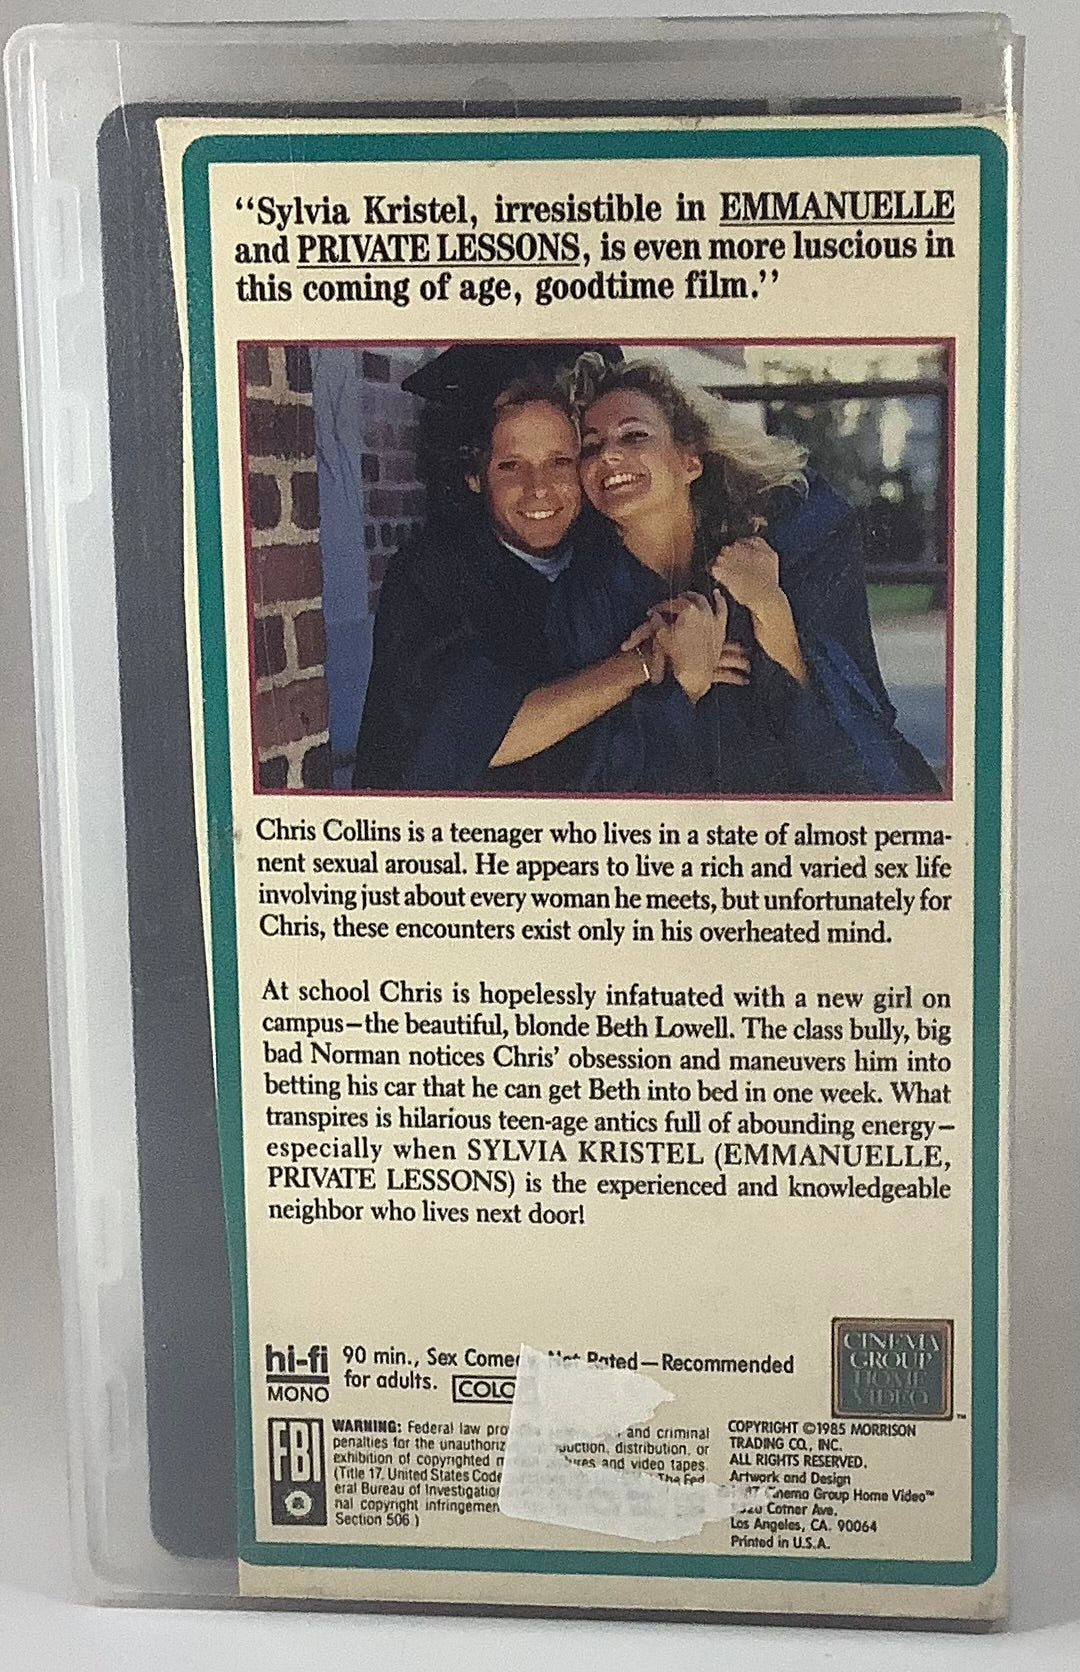 “Sylvia Kristel, irresistible in EMMANUELLE
and PRIVATE LESSONS, is even more luscious in
this coming of age, goodtime film.”
Chris Collins is a teenager who lives in a state of almost perma-
nent sexual arousal. He appears to live a rich and varied sex life
involving just about every woman he meets, but unfortunately for
Chris, these encounters exist only in his overheated mind.
At school Chris is hopelessly infatuated with a new girl on
campus—the beautiful, blonde Beth Lowell. The class bully, big
bad Norman notices Chris’ obsession and maneuvers him into
betting his car that he can get Beth into bed in one week. What
transpires is hilarious teen-age antics full of abounding energy—
especially when SYLVIA KRISTEL (EMMANUELLE,
PRIVATE LESSONS) is the experienced and knowledgeable
neighbor who lives next door!
hi-fi
MONO
90 min., Sex Rated—Recommended
for adults.
CINEMA
GROUP
HOME
VIDEO
™
FBI
WARNING: Federal law and criminal
penalties for the distribution, or
exhibition of copyrighted and video tapes.
(Title 17, United States Code The Fed
eral Bureau of
nal copyright
Section 506.)
COPYRIGHT ©1985 MORRISON
TRADING CO., INC.
ALL RIGHTS RESERVED.
Artwork and Design
Group Home Video™
Cotner Ave.
Los Angeles, CA. 90064
Printed in U.S.A.